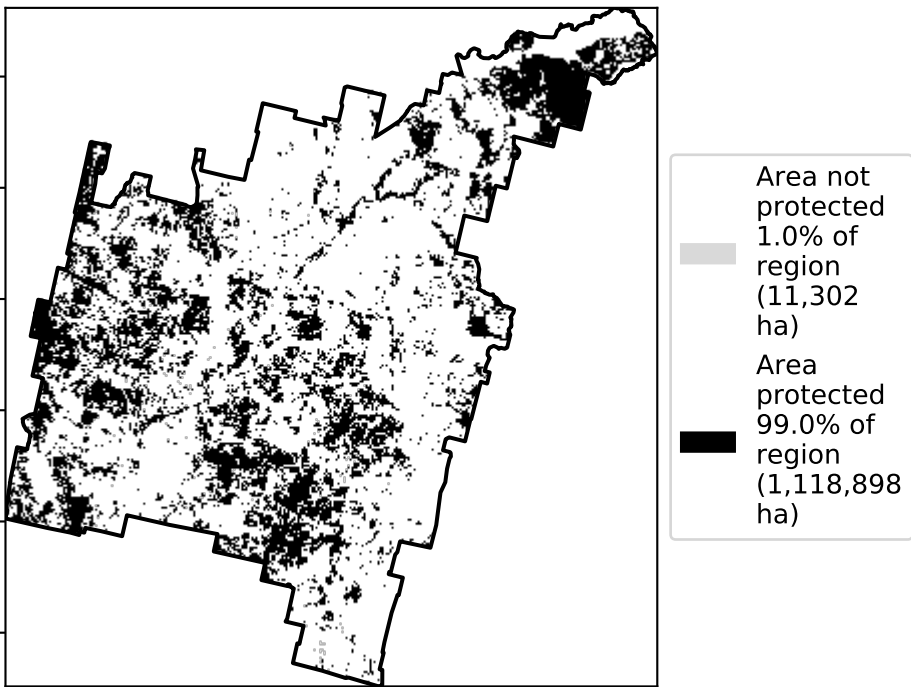 Area not
protected
1.0% of
region
(11,302
ha)
Area
protected
99.0% of
region
(1,118,898
ha)